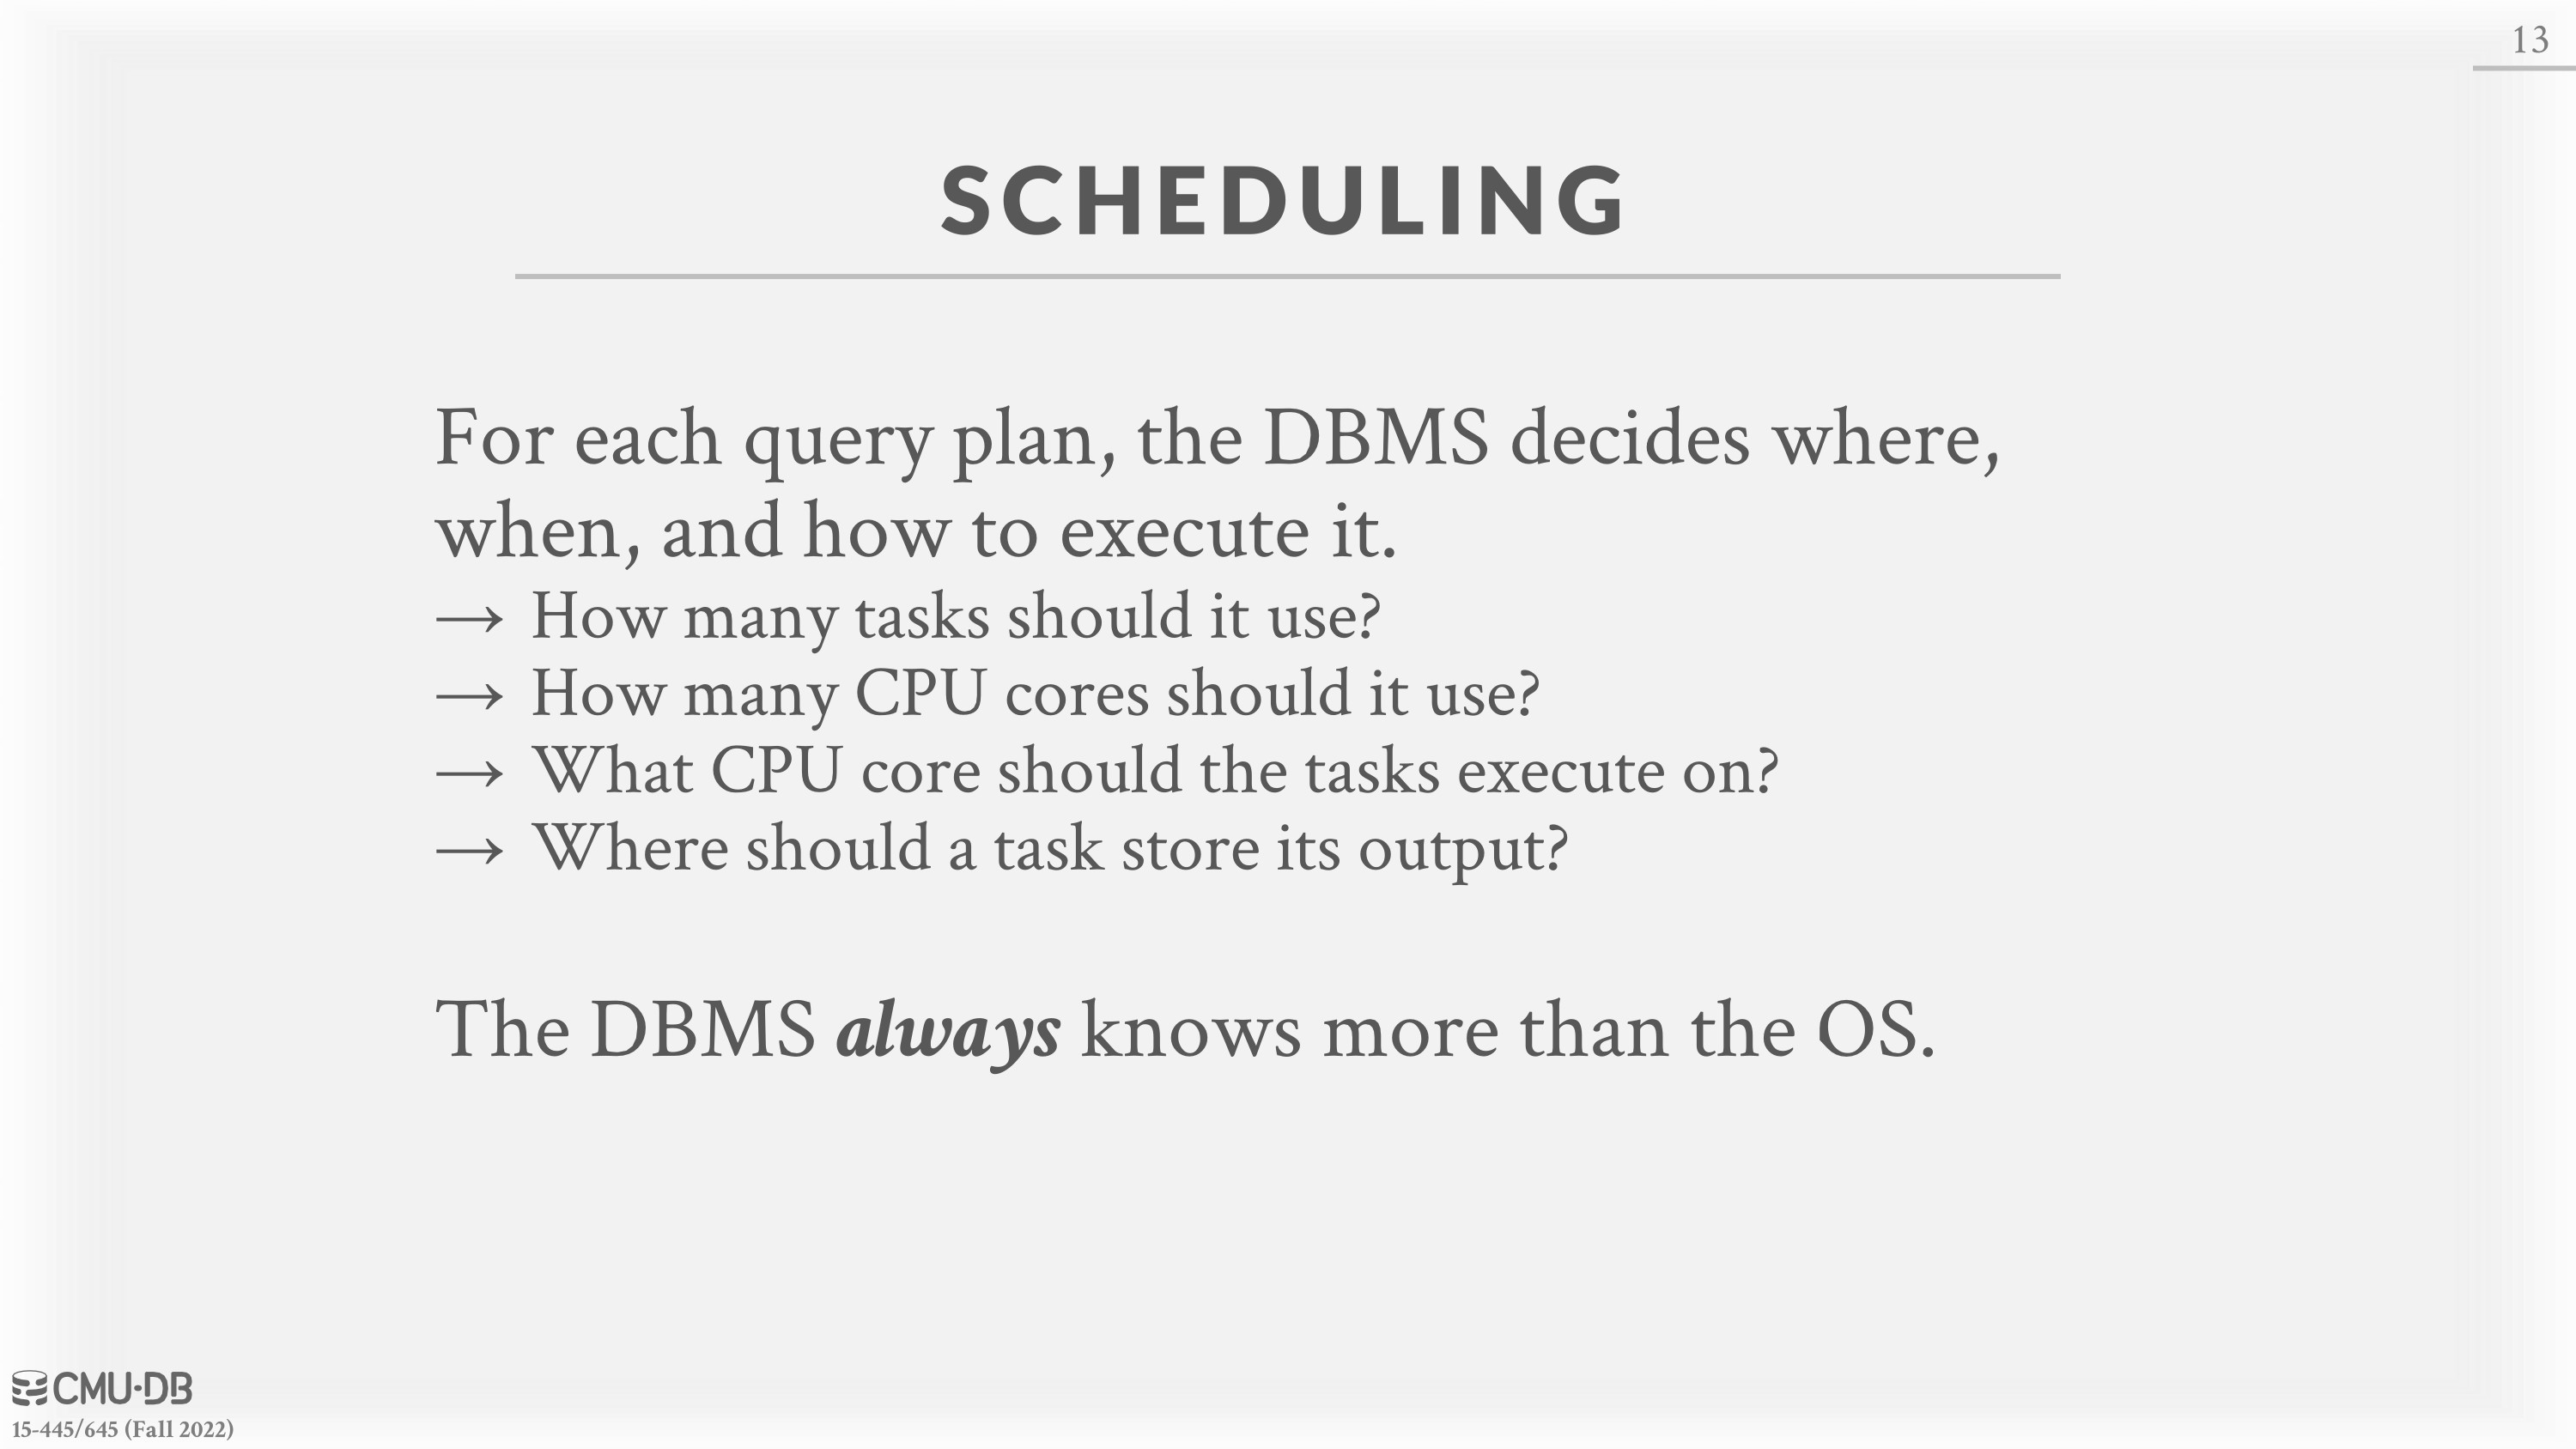 13
SCHEDULING
For each query plan, the DBMS decides where,
when, and how to execute it.
→ How many tasks should it use?
→ How many CPU cores should it use?
→ What CPU core should the tasks execute on?
→ Where should a task store its output?
The DBMS always knows more than the OS.
CMU·DB
15-445/645 (Fall 2022)